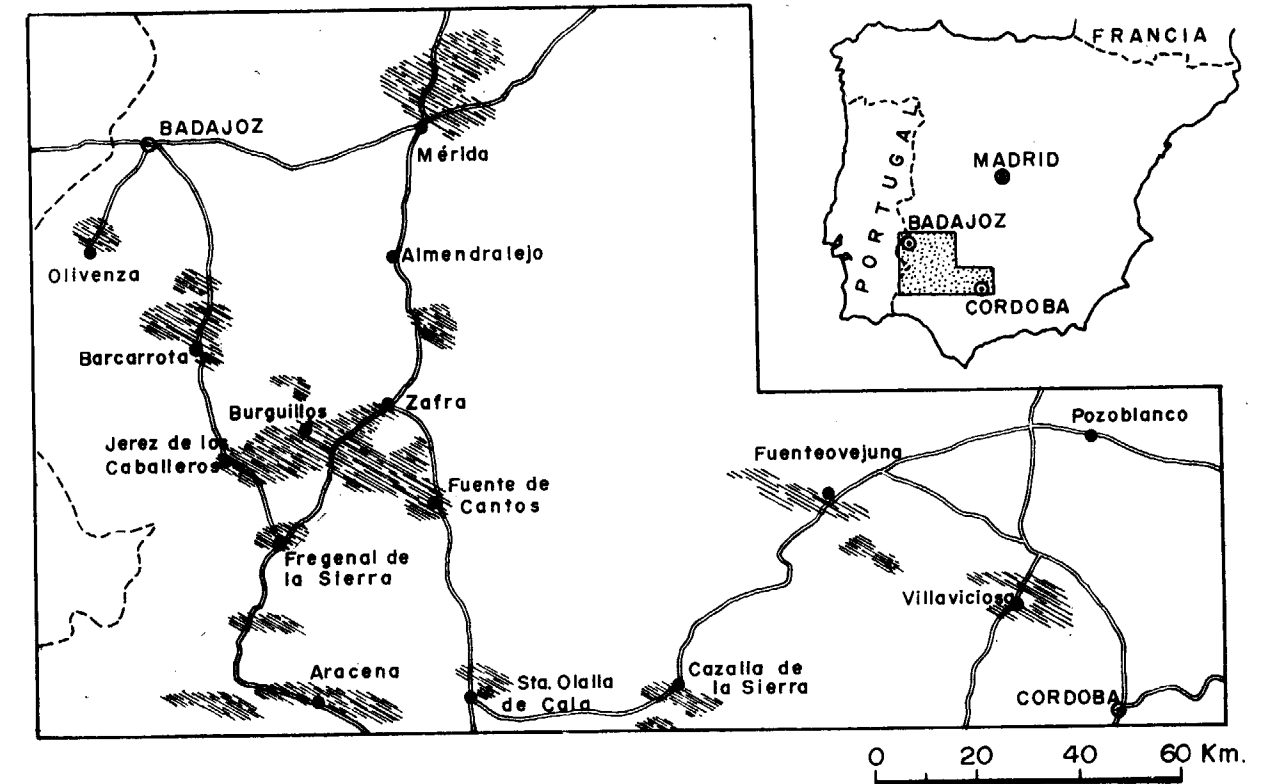 BADAJOZ
Mérida
Olivenza
Almendralejo
Barcarrota
Burguillos
Zafra
Jerez de los
Caballeros
Fuente de
Cantos
Fregenal de
la Sierra
Aracena
Sta. Olalla
de Cala
Cazalla de
la Sierra
Fuenteovejung
Pozoblanco
Villaviciosa
CORDOBA
FRANCIA
PORTUGAL
MADRID
BADAJOZ
CORDOBA
0 20 40 60 Km.